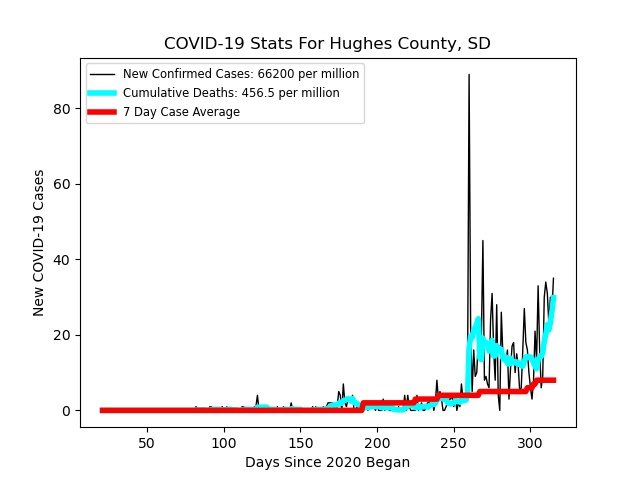 COVID-19 Stats For Hughes County, SD
New Confirmed Cases: 66200 per million
Cumulative Deaths: 456.5 per million
7 Day Case Average
New COVID-19 Cases
80
60
40
20
0
50 100 150 200 250 300
Days Since 2020 Began